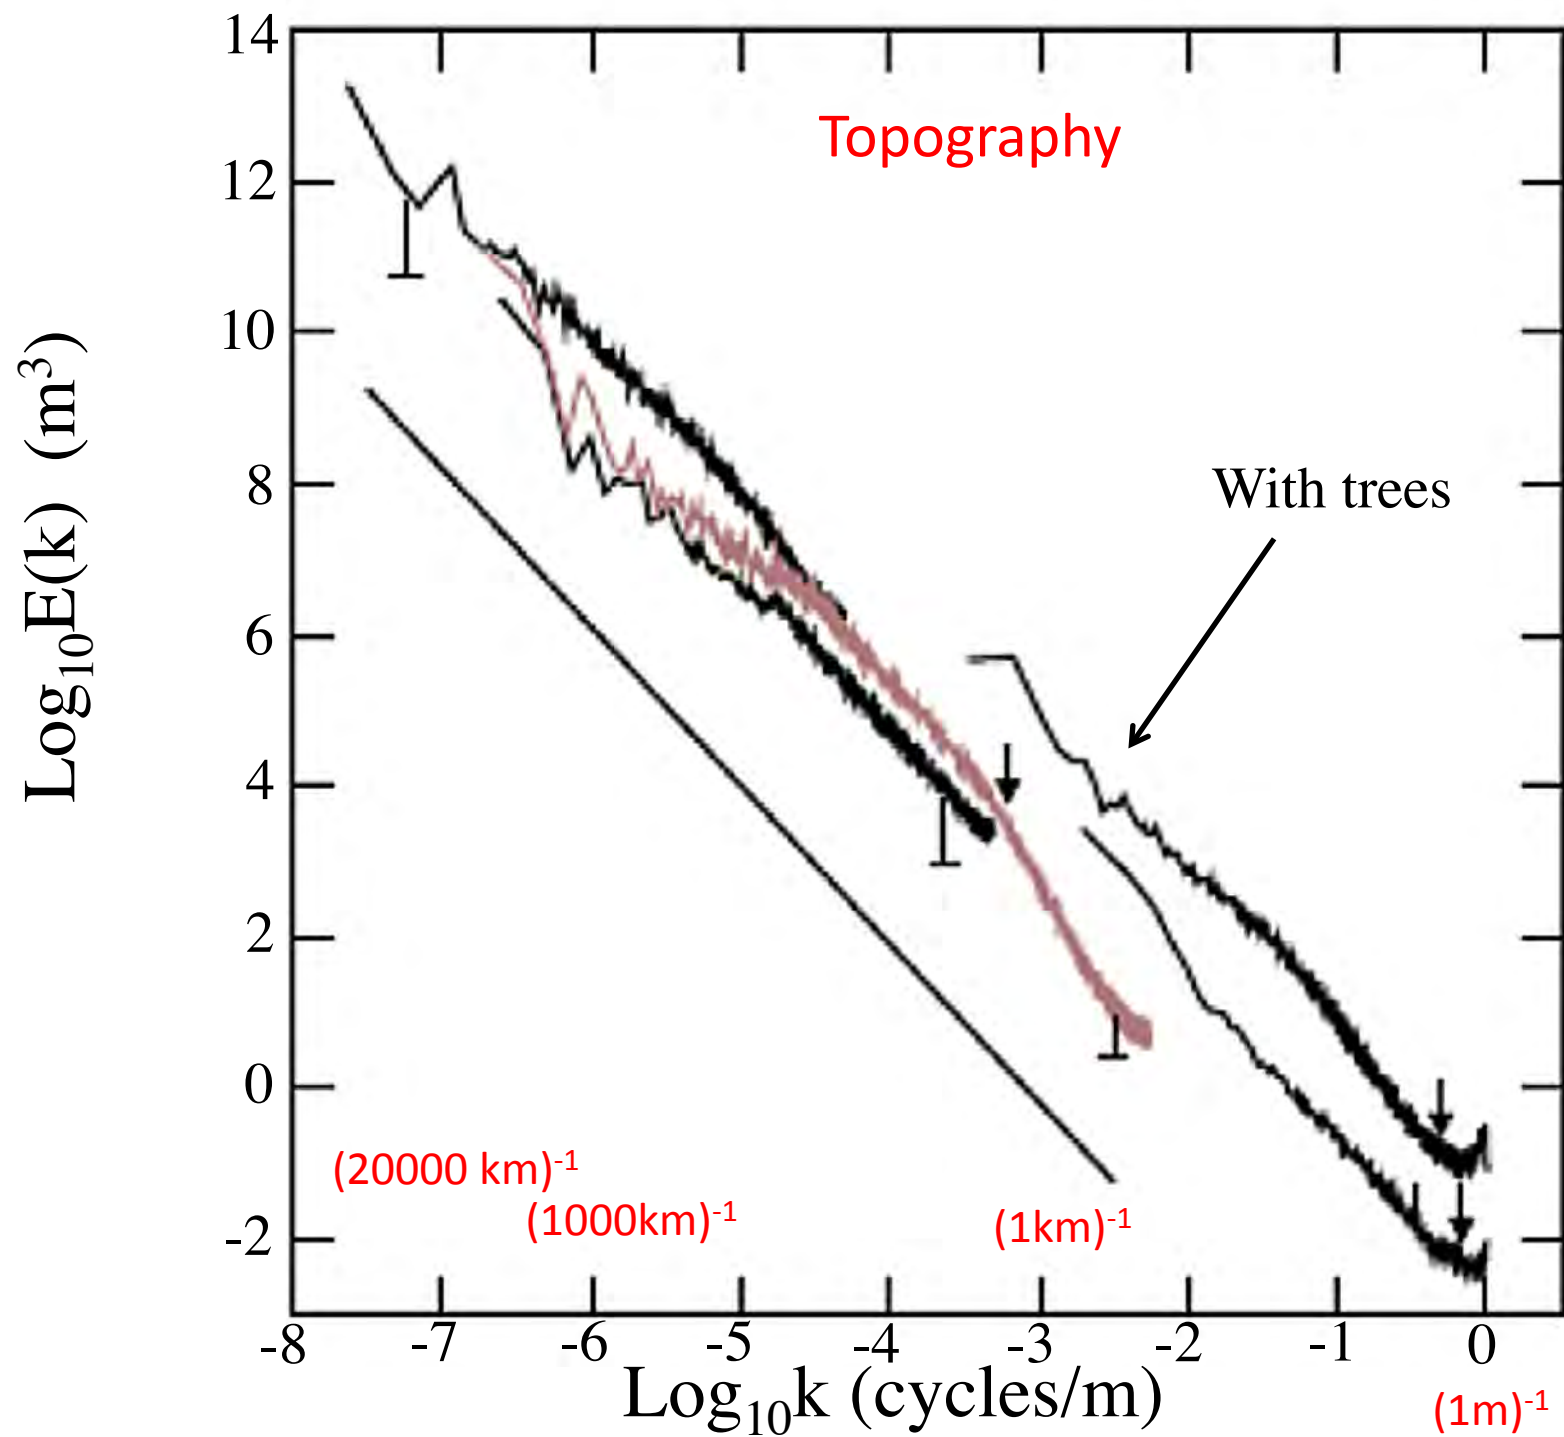 Topography
With trees
Log₁₀E(k) (m³)
14
12
10
8
6
4
2
0
-2
(20000 km)⁻¹
(1000km)⁻¹
(1km)⁻¹
-8 -7 -6 -5 -4 -3 -2 -1 0
Log₁₀k (cycles/m)
(1m)⁻¹